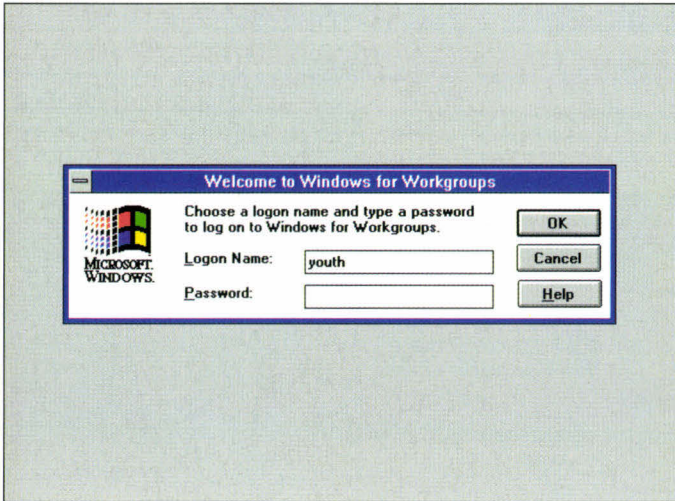 Welcome to Windows for Workgroups
Choose a logon name and type a password
to log on to Windows for Workgroups.
OK
Logon Name:
youth
Cancel
MICROSOFT.
WINDOWS.
Password:
Help